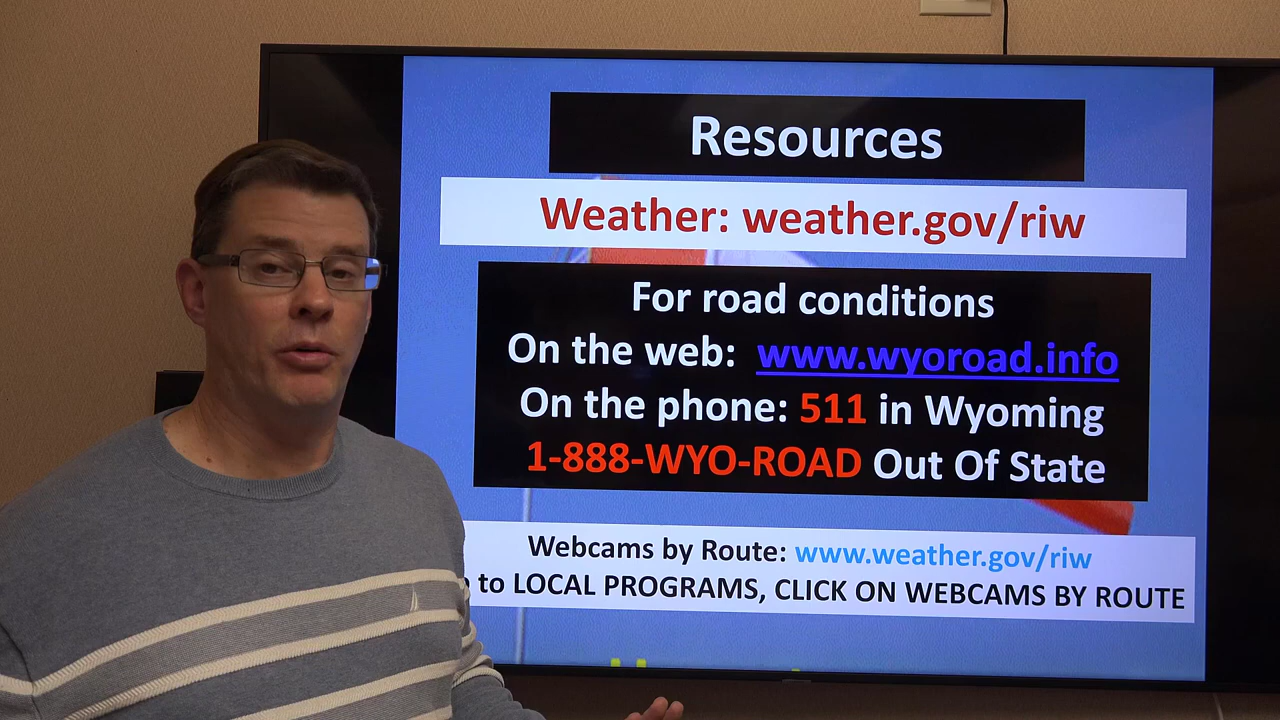 Resources
Weather: weather.gov/riw
For road conditions
On the web: www.wyoroad.info
On the phone: 511 in Wyoming
1-888-WYO-ROAD Out Of State
Webcams by Route: www.weather.gov/riw
to LOCAL PROGRAMS, CLICK ON WEBCAMS BY ROUTE